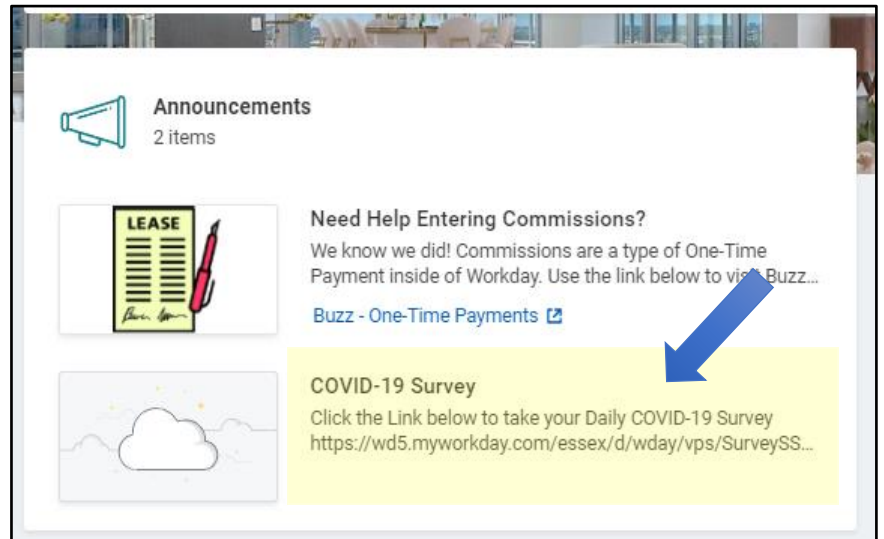 Announcements
2 items
LEASE
Need Help Entering Commissions?
We know we did! Commissions are a type of One-Time
Payment inside of Workday. Use the link below to visit Buzz...
Buzz - One-Time Payments
COVID-19 Survey
Click the Link below to take your Daily COVID-19 Survey
https://wd5.myworkday.com/essex/d/wday/vps/SurveySS...